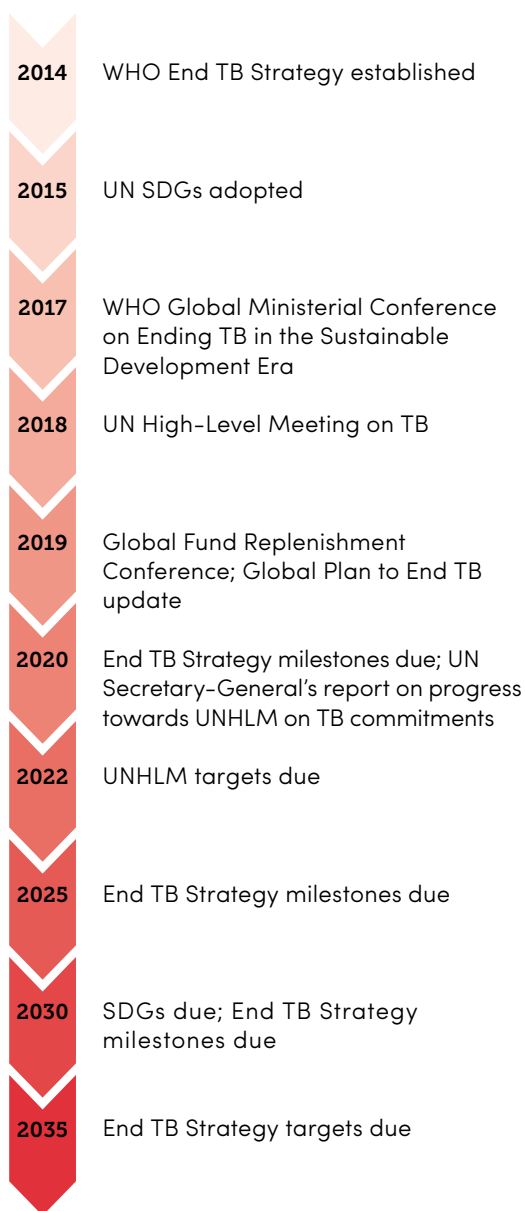 2014 WHO End TB Strategy established
2015 UN SDGs adopted
2017 WHO Global Ministerial Conference
on Ending TB in the Sustainable
Development Era
2018 UN High-Level Meeting on TB
2019 Global Fund Replenishment
Conference; Global Plan to End TB
update
2020 End TB Strategy milestones due; UN
Secretary-General’s report on progress
towards UNHLM on TB commitments
2022 UNHLM targets due
2025 End TB Strategy milestones due
2030 SDGs due; End TB Strategy
milestones due
2035 End TB Strategy targets due